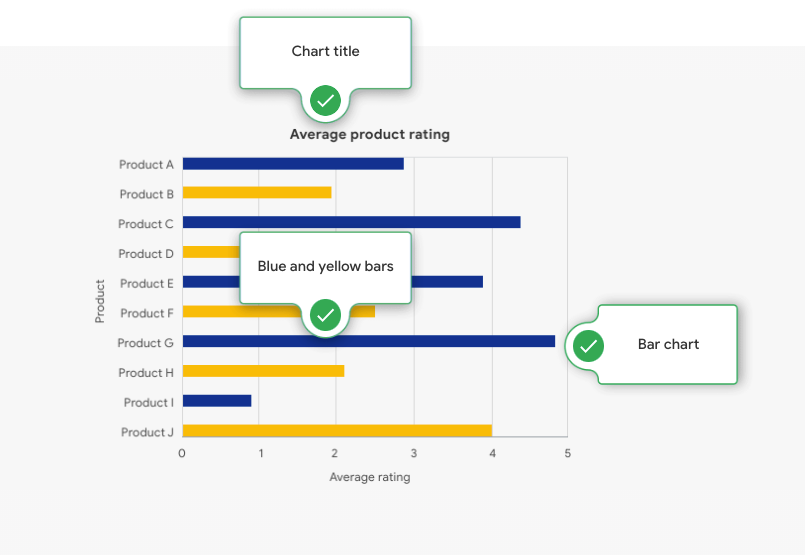 Chart title
Average product rating
Product A
Product B
Product C
Product D
Blue and yellow bars
Product E
Product
Product F
Product G
Bar chart
Product H
Product I
Product J
0 1 2 3 4 5
Average rating